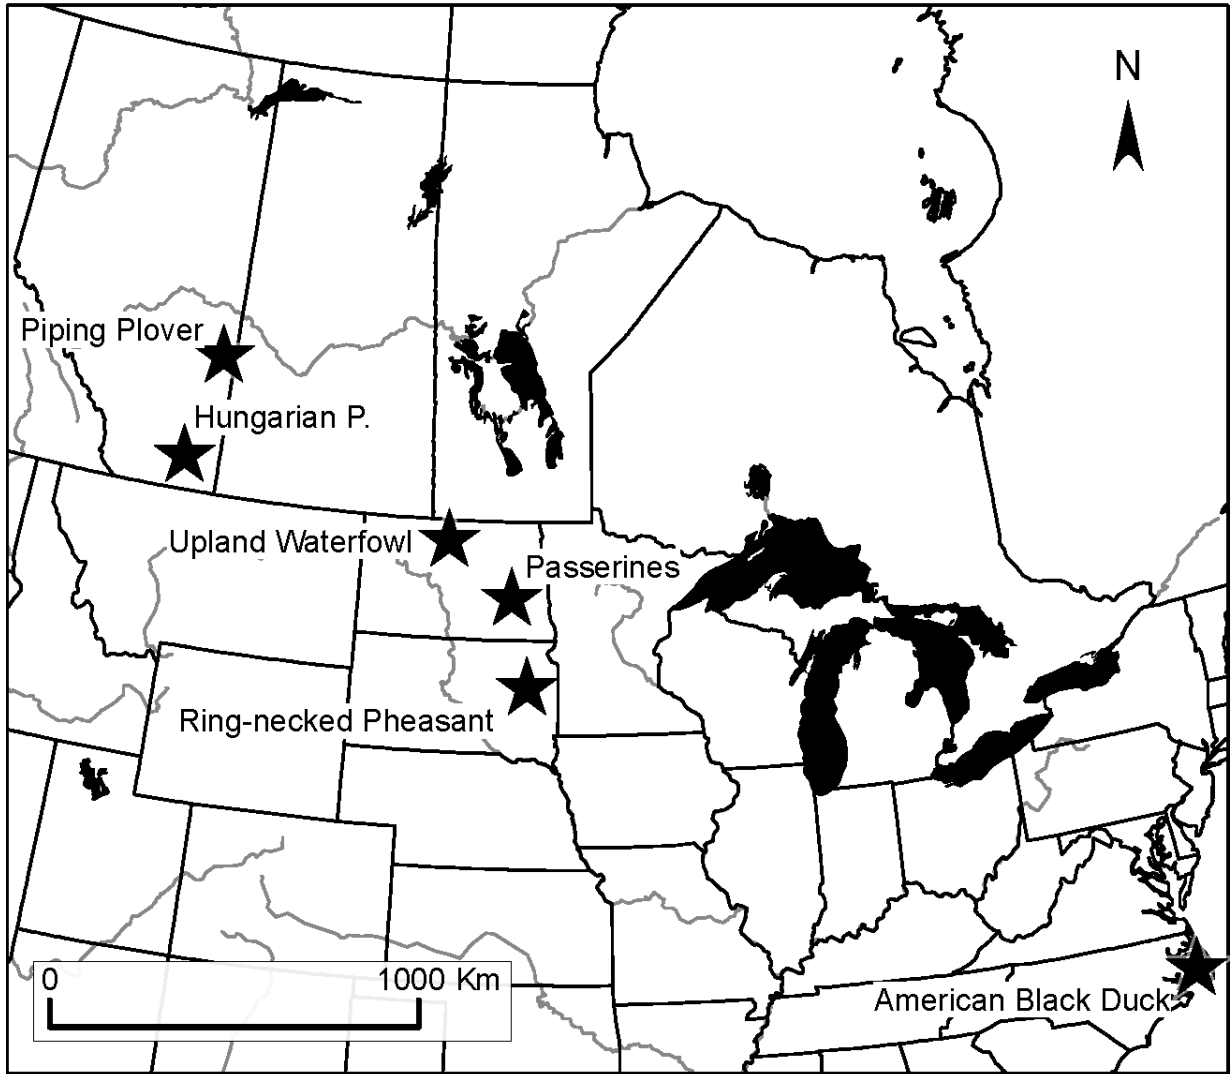 N
Piping Plover
Hungarian P.
Upland Waterfowl
Passerines
Ring-necked Pheasant
0 1000 Km
American Black Duck